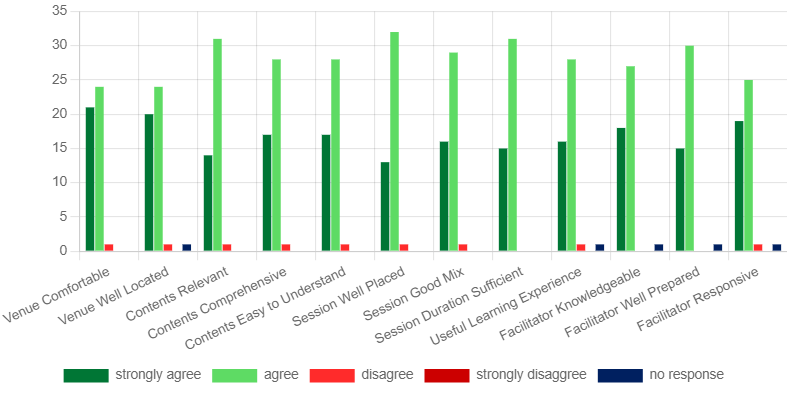 35
30
25
20
15
10
5
0
Venue Comfortable
Venue Well Located
Contents Relevant
Contents Comprehensive
Contents Easy to Understand
Session Well Placed
Session Good Mix
Session Duration Sufficient
Useful Learning Experience
Facilitator Knowledgeable
Facilitator Well Prepared
Facilitator Responsive
strongly agree agree disagree strongly disaggree no response